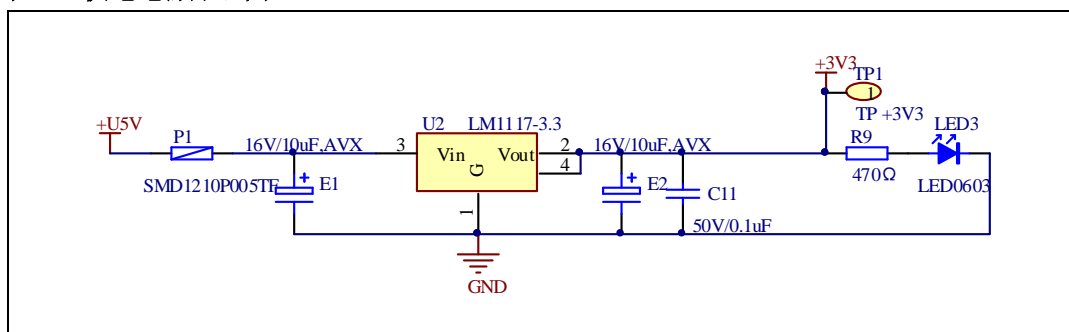 +3V3
TP1
1
TP +3V3
+U5V
P1
SMD1210P005TF
16V/10uF,AVX
E1
U2
LM1117-3.3
3
Vin
G
Vout
2
4
1
16V/10uF,AVX
E2
C11
50V/0.1uF
R9
470Ω
LED3
LED0603
GND